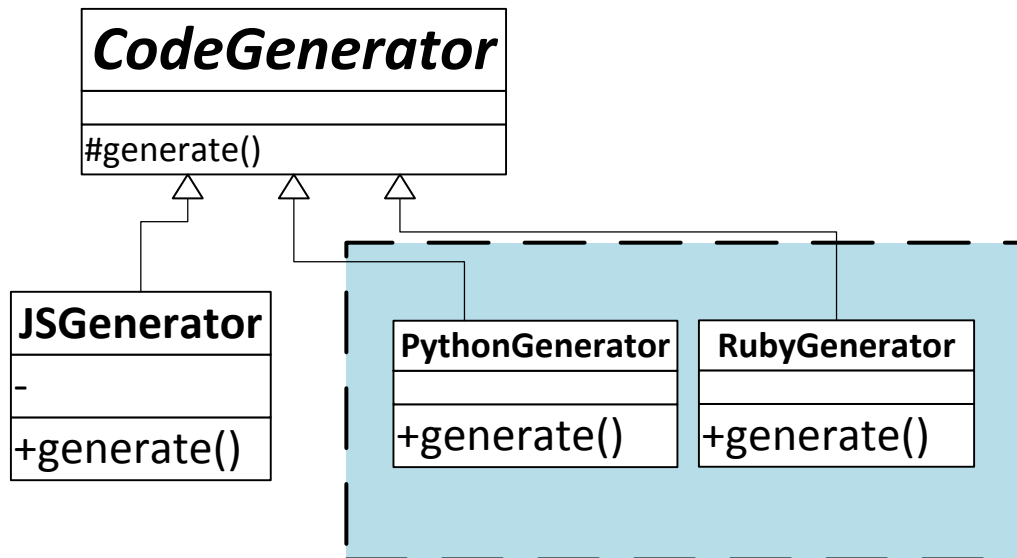 CodeGenerator
#generate()
JSGenerator
-
+generate()
PythonGenerator
+generate()
RubyGenerator
+generate()